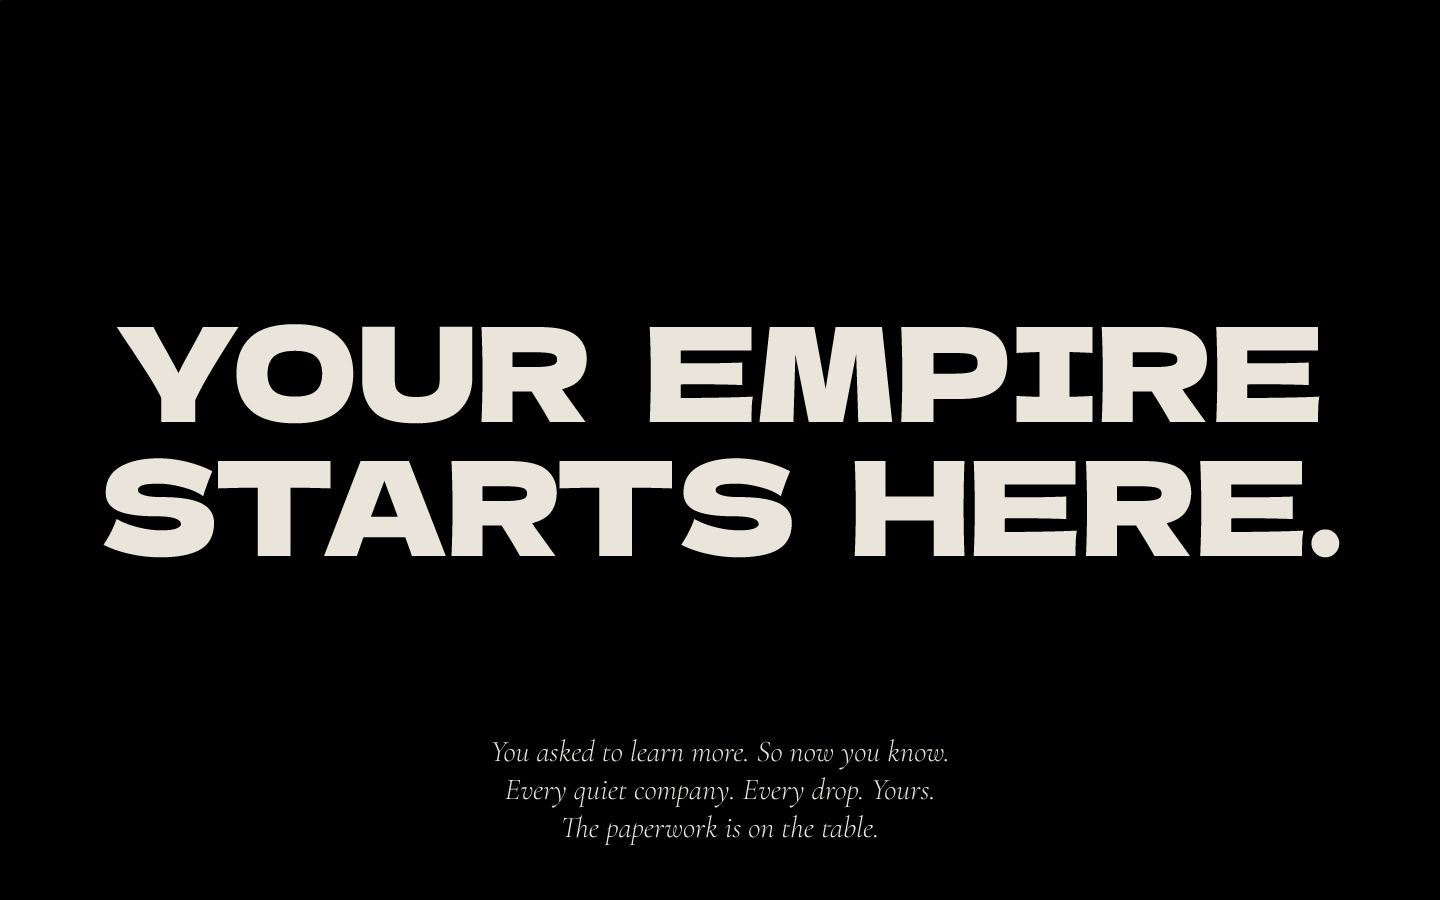 YOUR EMPIRE
STARTS HERE.
You asked to learn more. So now you know.
Every quiet company. Every drop. Yours.
The paperwork is on the table.